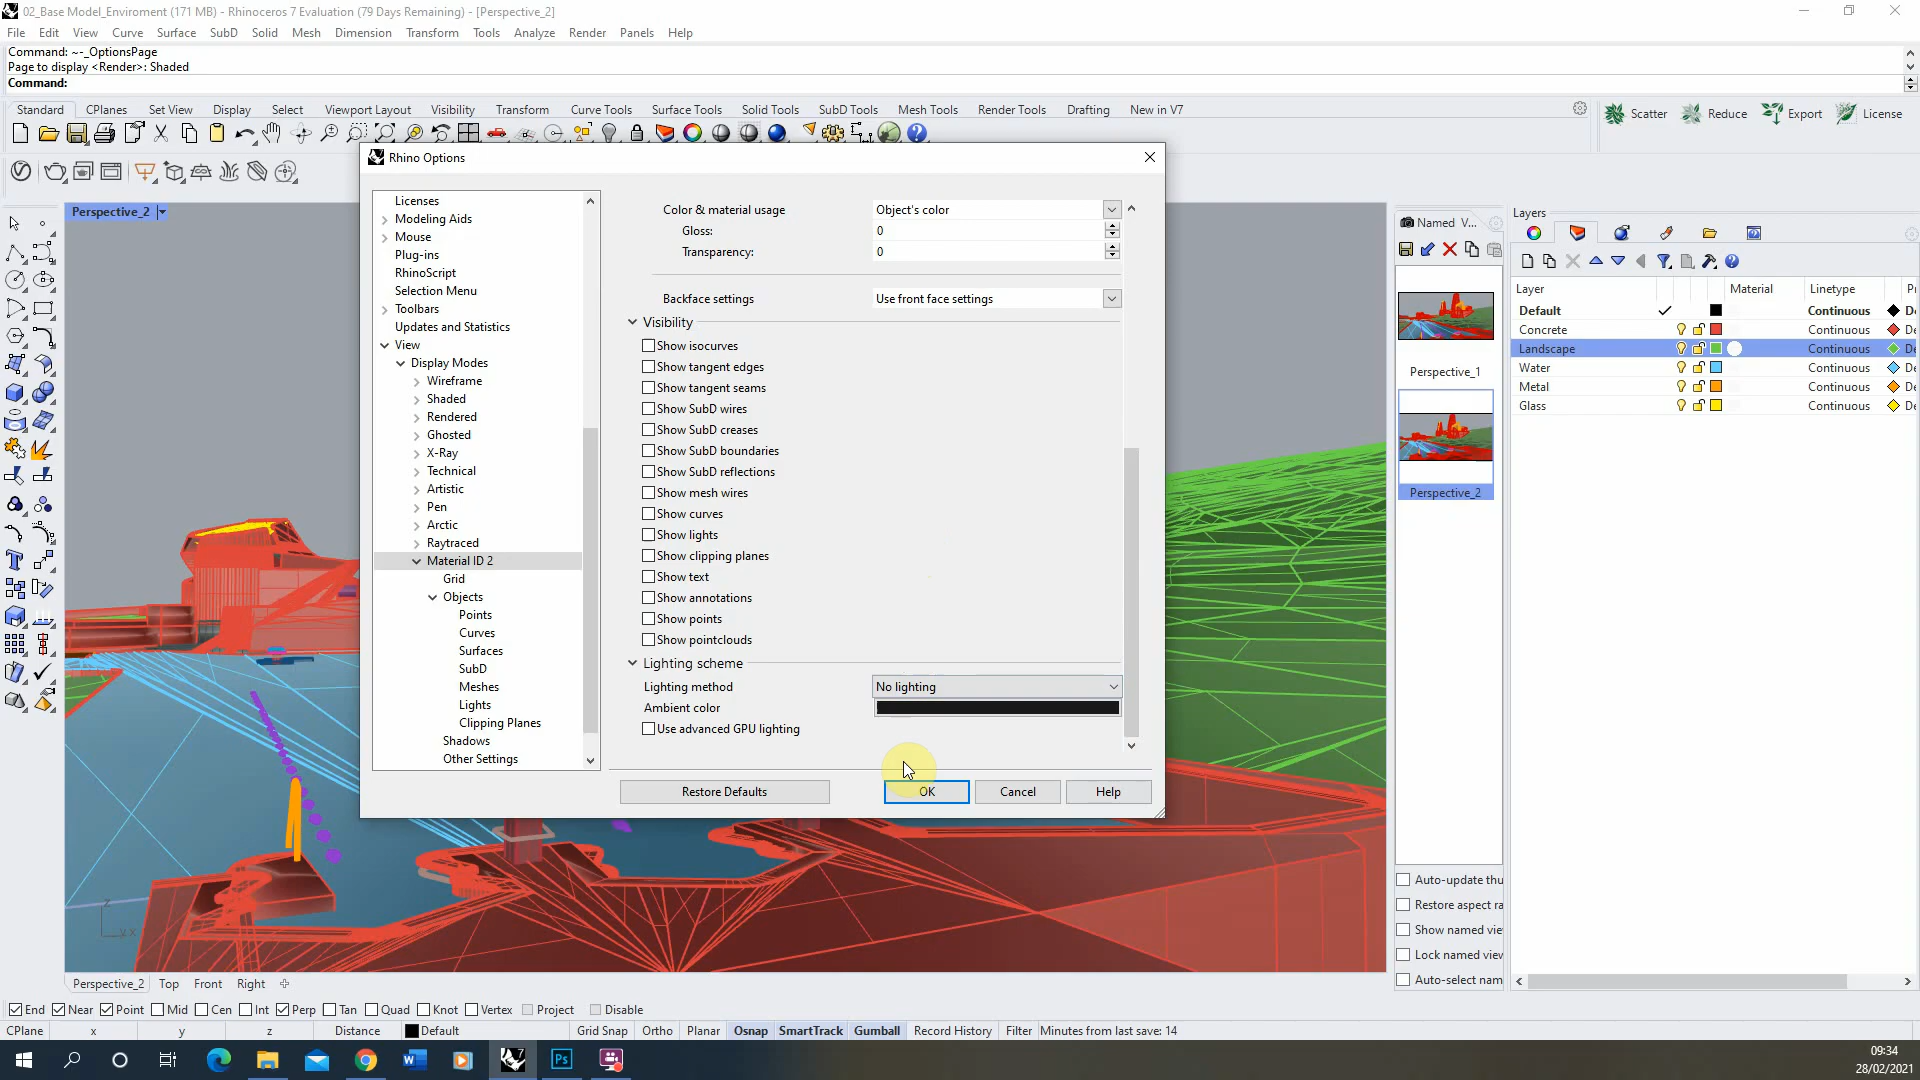 02_Base Model_Enviroment (171 MB) - Rhinoceros 7 Evaluation (79 Days Remaining) - [Perspective_2]
File Edit View Curve Surface SubD Solid Mesh Dimension Transform Tools Analyze Render Panels Help
Command: ~-_OptionsPage
Page to display <Render>: Shaded
Command:
Standard CPlanes Set View Display Select Viewport Layout Visibility Transform Curve Tools Surface Tools Solid Tools SubD Tools Mesh Tools Render Tools Drafting New in V7
Scatter Reduce Export License
Rhino Options
Perspective_2
Licenses
Modeling Aids
Mouse
Plug-ins
RhinoScript
Selection Menu
Toolbars
Updates and Statistics
View
Display Modes
Wireframe
Shaded
Rendered
Ghosted
X-Ray
Technical
Artistic
Pen
Arctic
Raytraced
Material ID 2
Grid
Objects
Points
Curves
Surfaces
SubD
Meshes
Lights
Clipping Planes
Shadows
Other Settings
Color & material usage Object's color
Gloss: 0
Transparency: 0
Backface settings Use front face settings
Visibility
Show isocurves
Show tangent edges
Show tangent seams
Show SubD wires
Show SubD creases
Show SubD boundaries
Show SubD reflections
Show mesh wires
Show curves
Show lights
Show clipping planes
Show text
Show annotations
Show points
Show pointclouds
Lighting scheme
Lighting method No lighting
Ambient color
Use advanced GPU lighting
Restore Defaults OK Cancel Help
Named V...
Perspective_1
Perspective_2
Auto-update thu
Restore aspect ra
Show named vie
Lock named view
Auto-select nam
Layers
Layer Material Linetype Pi
Default Continuous De
Concrete Continuous De
Landscape Continuous De
Water Continuous De
Metal Continuous De
Glass Continuous De
z
y x
Perspective_2 Top Front Right
End Near Point Mid Cen Int Perp Tan Quad Knot Vertex Project Disable
CPlane x y z Distance Default Grid Snap Ortho Planar Osnap SmartTrack Gumball Record History Filter Minutes from last save: 14
W Ps
09:34
28/02/2021